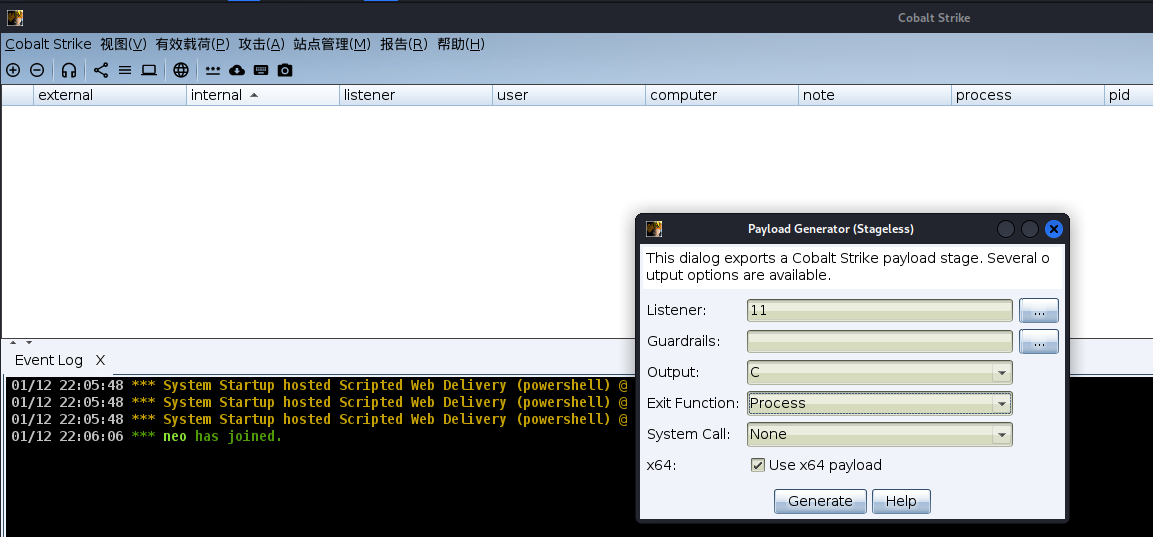 Cobalt Strike
Cobalt Strike 视图(V) 有效载荷(P) 攻击(A) 站点管理(M) 报告(R) 帮助(H)
external internal listener user computer note process pid
Payload Generator (Stageless)
This dialog exports a Cobalt Strike payload stage. Several o
utput options are available.
Listener: 11 ...
Guardrails: ...
Output: C
Exit Function: Process
System Call: None
x64: Use x64 payload
Generate Help
Event Log X
01/12 22:05:48 *** System Startup hosted Scripted Web Delivery (powershell) @
01/12 22:05:48 *** System Startup hosted Scripted Web Delivery (powershell) @
01/12 22:05:48 *** System Startup hosted Scripted Web Delivery (powershell) @
01/12 22:06:06 *** neo has joined.